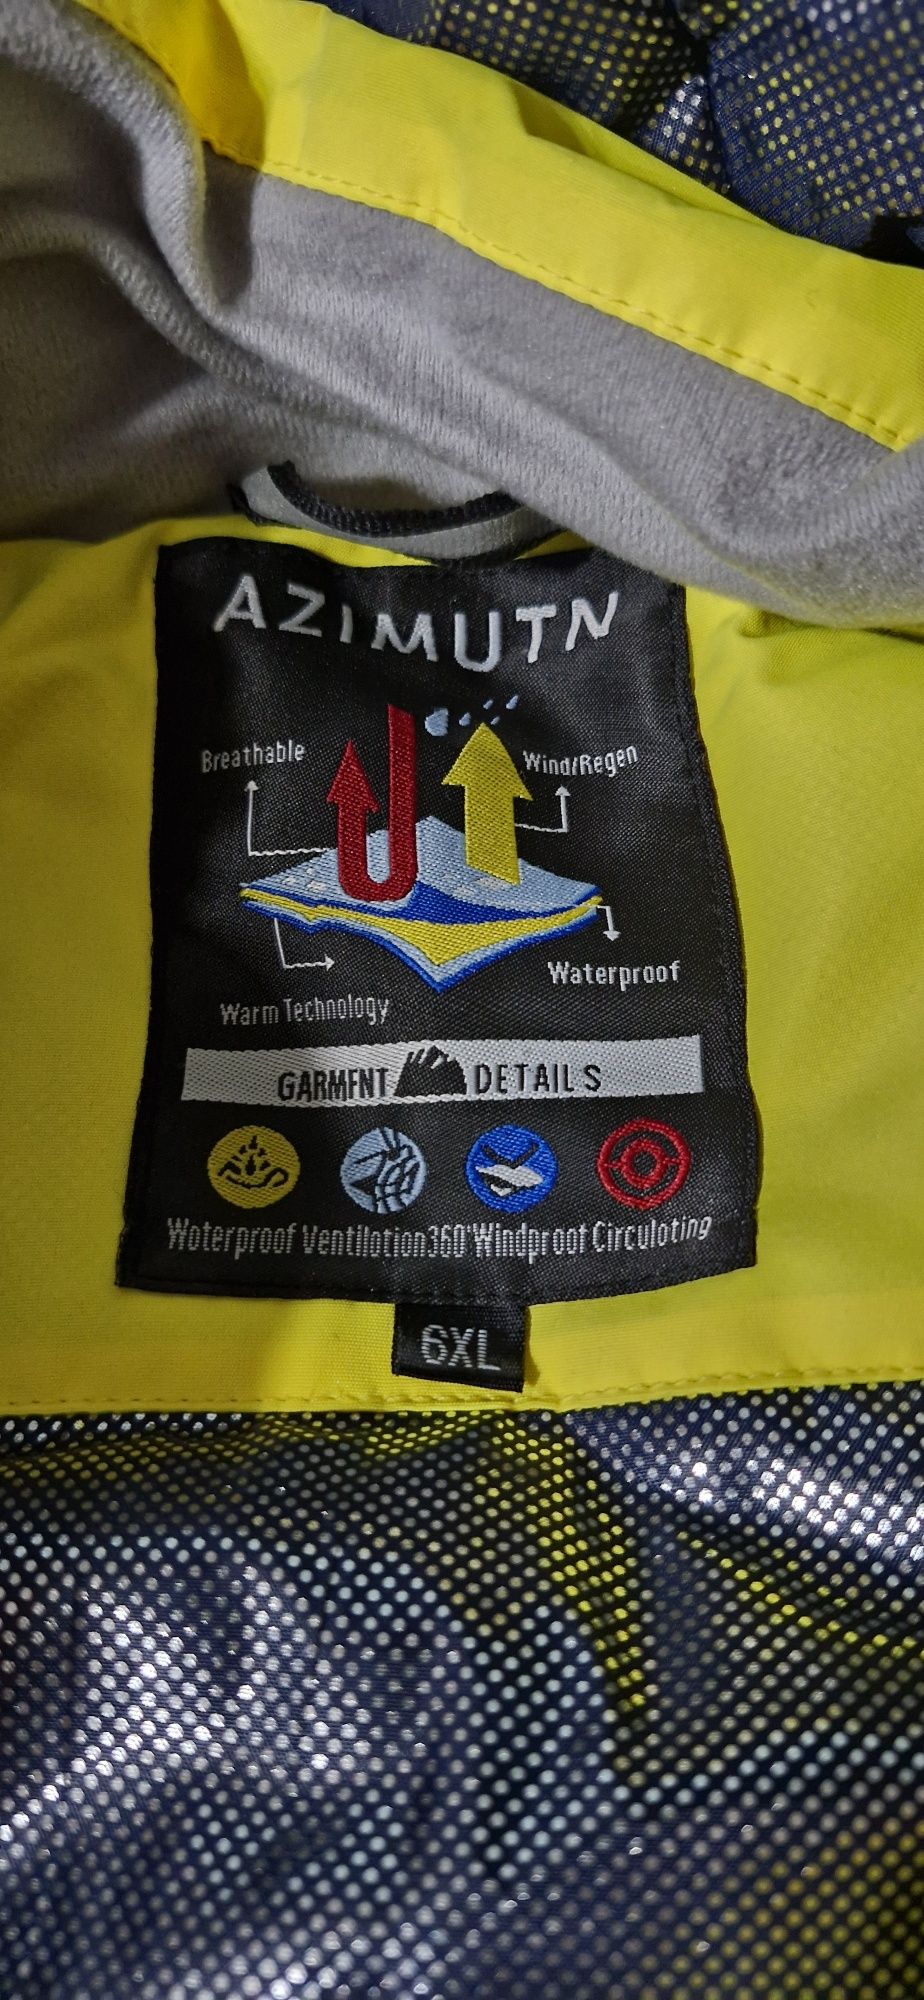 AZIMUTN
Breathable
Wind/Regen
Waterproof
Warm Technology
GARMFNT DETAILS
Woterproof Ventilotion360°Windproof Circuloting
6XL